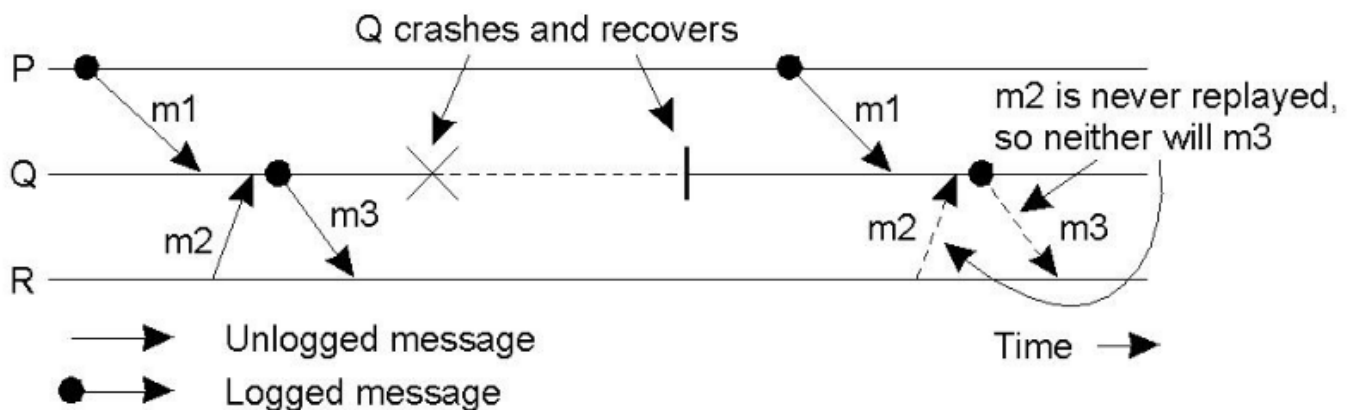 Q crashes and recovers
P
m1
m1
m2 is never replayed,
so neither will m3
Q
m2
m3
m2
m3
R
Unlogged message
Time
Logged message